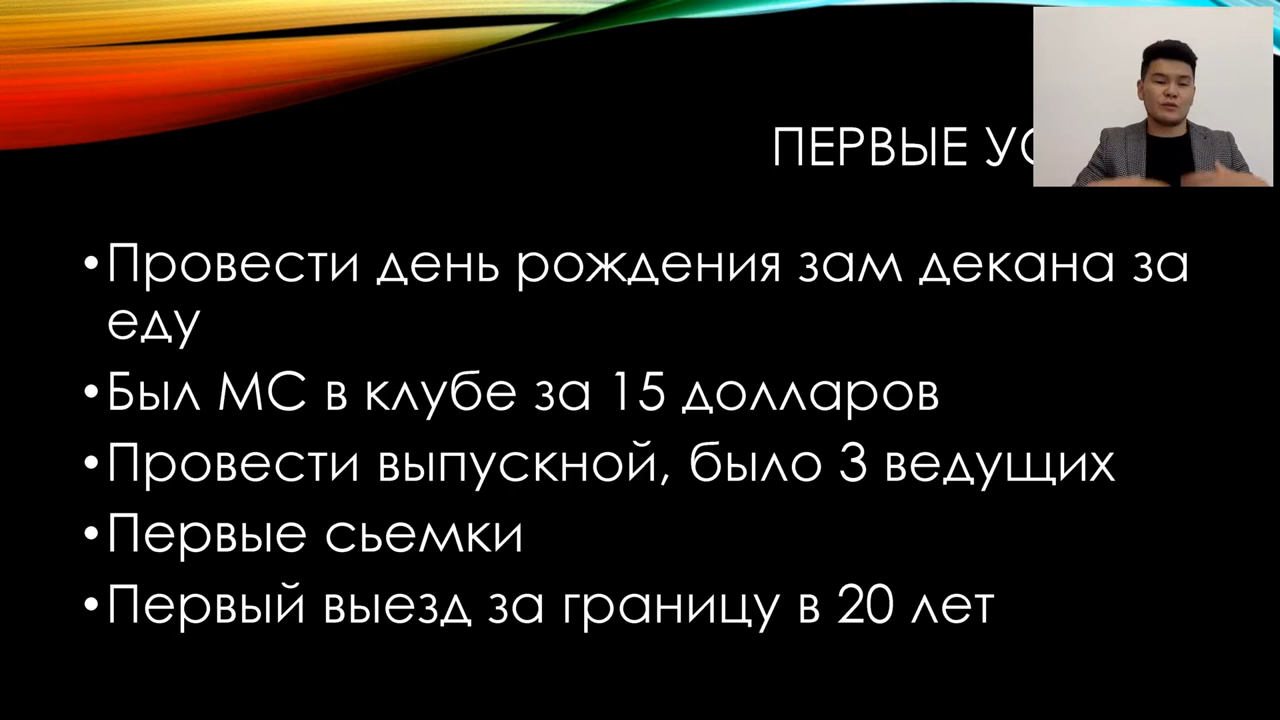 ПЕРВЫЕ
•Провести день рождения зам декана за
еду
•Был МС в клубе за 15 долларов
•Провести выпускной, было 3 ведущих
•Первые сьемки
•Первый выезд за границу в 20 лет